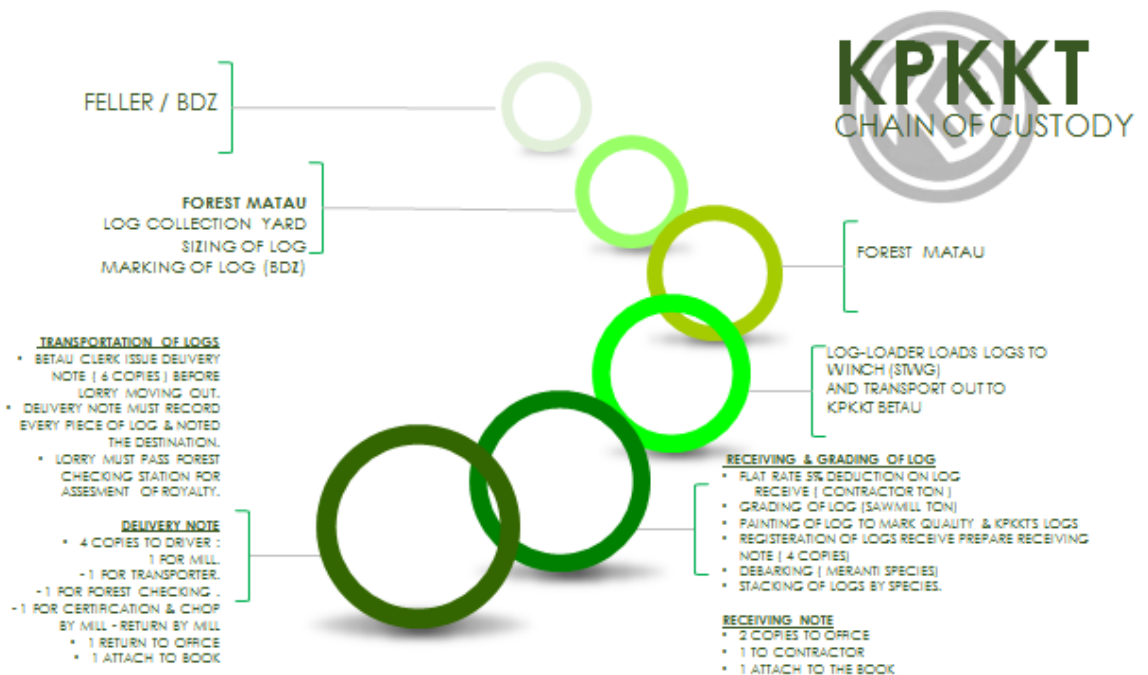 KPKKT
CHAIN OF CUSTODY
FELLER / BDZ
FOREST MATAU
LOG COLLECTION YARD
SIZING OF LOG
MARKING OF LOG (BDZ)
FOREST MATAU
LOG-LOADER LOADS LOGS TO
WINCH (STWG)
AND TRANSPORT OUT TO
KPKKT BETAU
RECEIVING & GRADING OF LOG
• FLAT RATE 5% DEDUCTION ON LOG
RECEIVE ( CONTRACTOR TON )
• GRADING OF LOG (SAWMILL TON)
• PAINTING OF LOG TO MARK QUALITY & KPKKTS LOGS
• REGISTERATION OF LOGS RECEIVE PREPARE RECEIVING
NOTE ( 4 COPIES)
• DEBARKING ( MERANTI SPECIES)
• STACKING OF LOGS BY SPECIES.
RECEIVING NOTE
• 2 COPIES TO OFFICE
• 1 TO CONTRACTOR
• 1 ATTACH TO THE BOOK
TRANSPORTATION OF LOGS
• BETAU CLERK ISSUE DELIVERY
NOTE ( 6 COPIES ) BEFORE
LORRY MOVING OUT.
• DELIVERY NOTE MUST RECORD
EVERY PIECE OF LOG & NOTED
THE DESTINATION.
• LORRY MUST PASS FOREST
CHECKING STATION FOR
ASSESMENT OF ROYALTY.
DELIVERY NOTE
• 4 COPIES TO DRIVER :
1 FOR MILL.
- 1 FOR TRANSPORTER.
- 1 FOR FOREST CHECKING .
- 1 FOR CERTIFICATION & CHOP
BY MILL - RETURN BY MILL
• 1 RETURN TO OFFICE
• 1 ATTACH TO BOOK